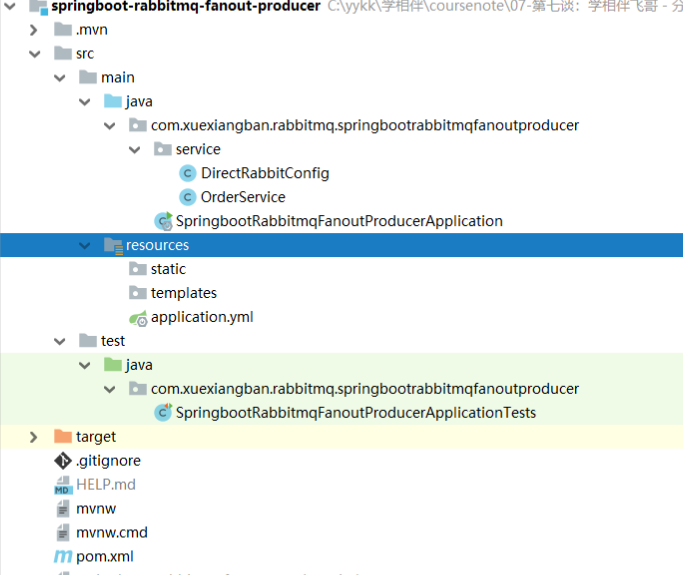 springboot-rabbitmq-fanout-producer C:\yykk\学相伴\coursenote\07-第七谈：学相伴飞哥 - 分
.mvn
src
main
java
com.xuexiangban.rabbitmq.springbootrabbitmqfanoutproducer
service
DirectRabbitConfig
OrderService
SpringbootRabbitmqFanoutProducerApplication
resources
static
templates
application.yml
test
java
com.xuexiangban.rabbitmq.springbootrabbitmqfanoutproducer
SpringbootRabbitmqFanoutProducerApplicationTests
target
.gitignore
HELP.md
mvnw
mvnw.cmd
pom.xml